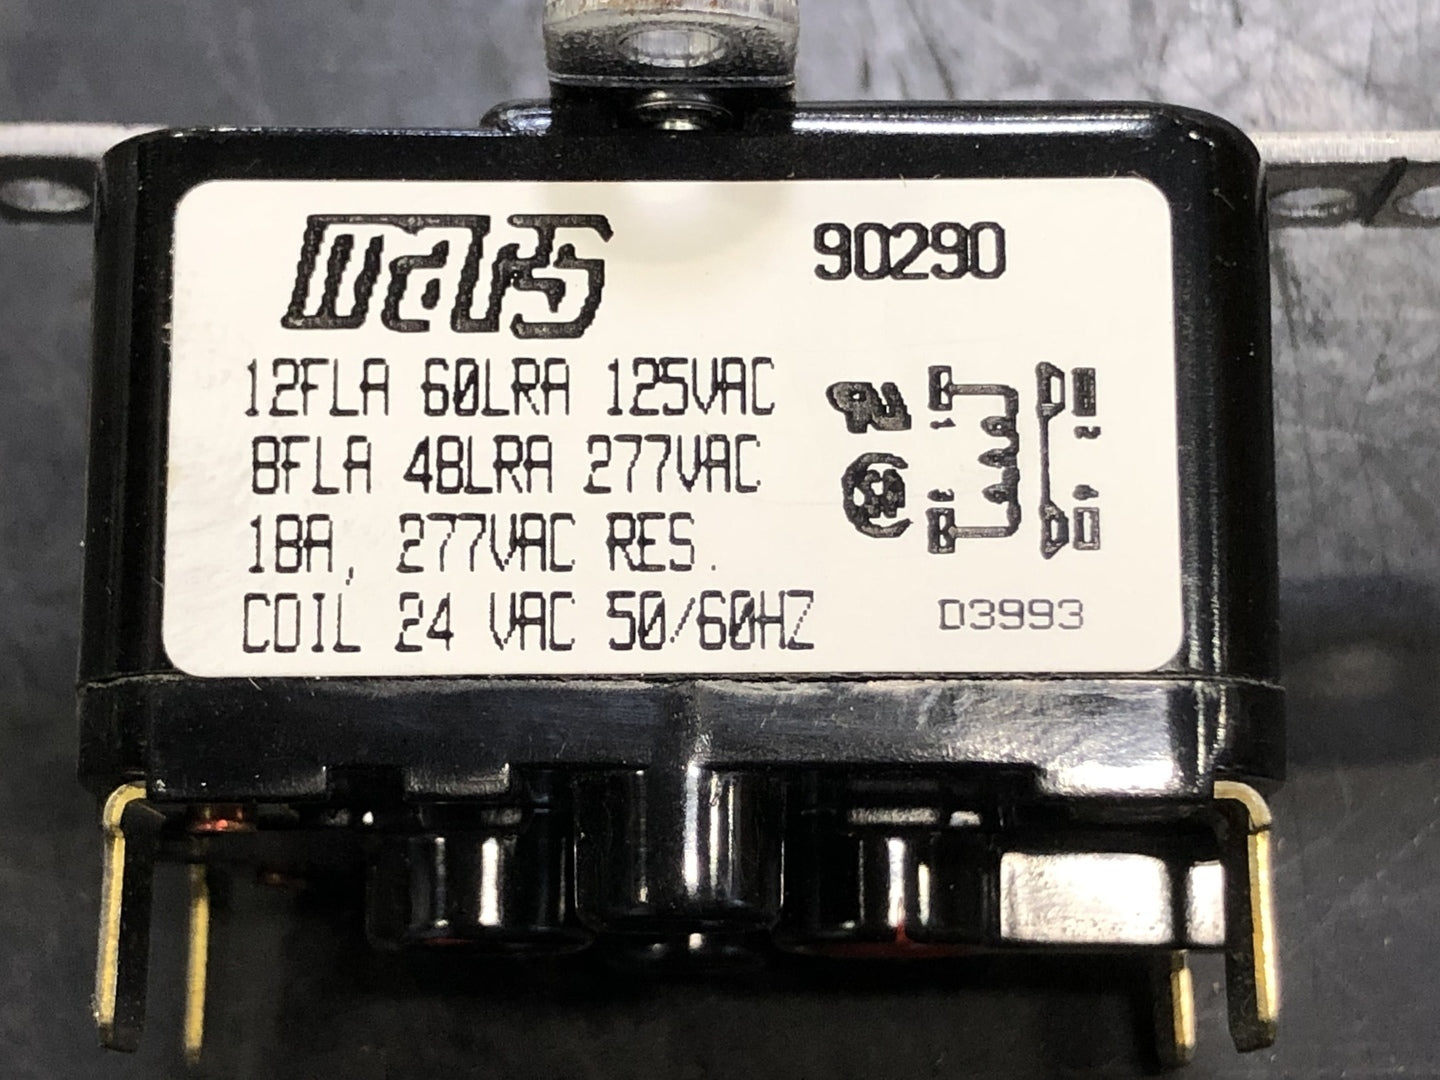 mars
90290
12FLA 60LRA 125VAC
8FLA 48LRA 277VAC
18A, 277VAC RES.
COIL 24 VAC 50/60HZ
D3993